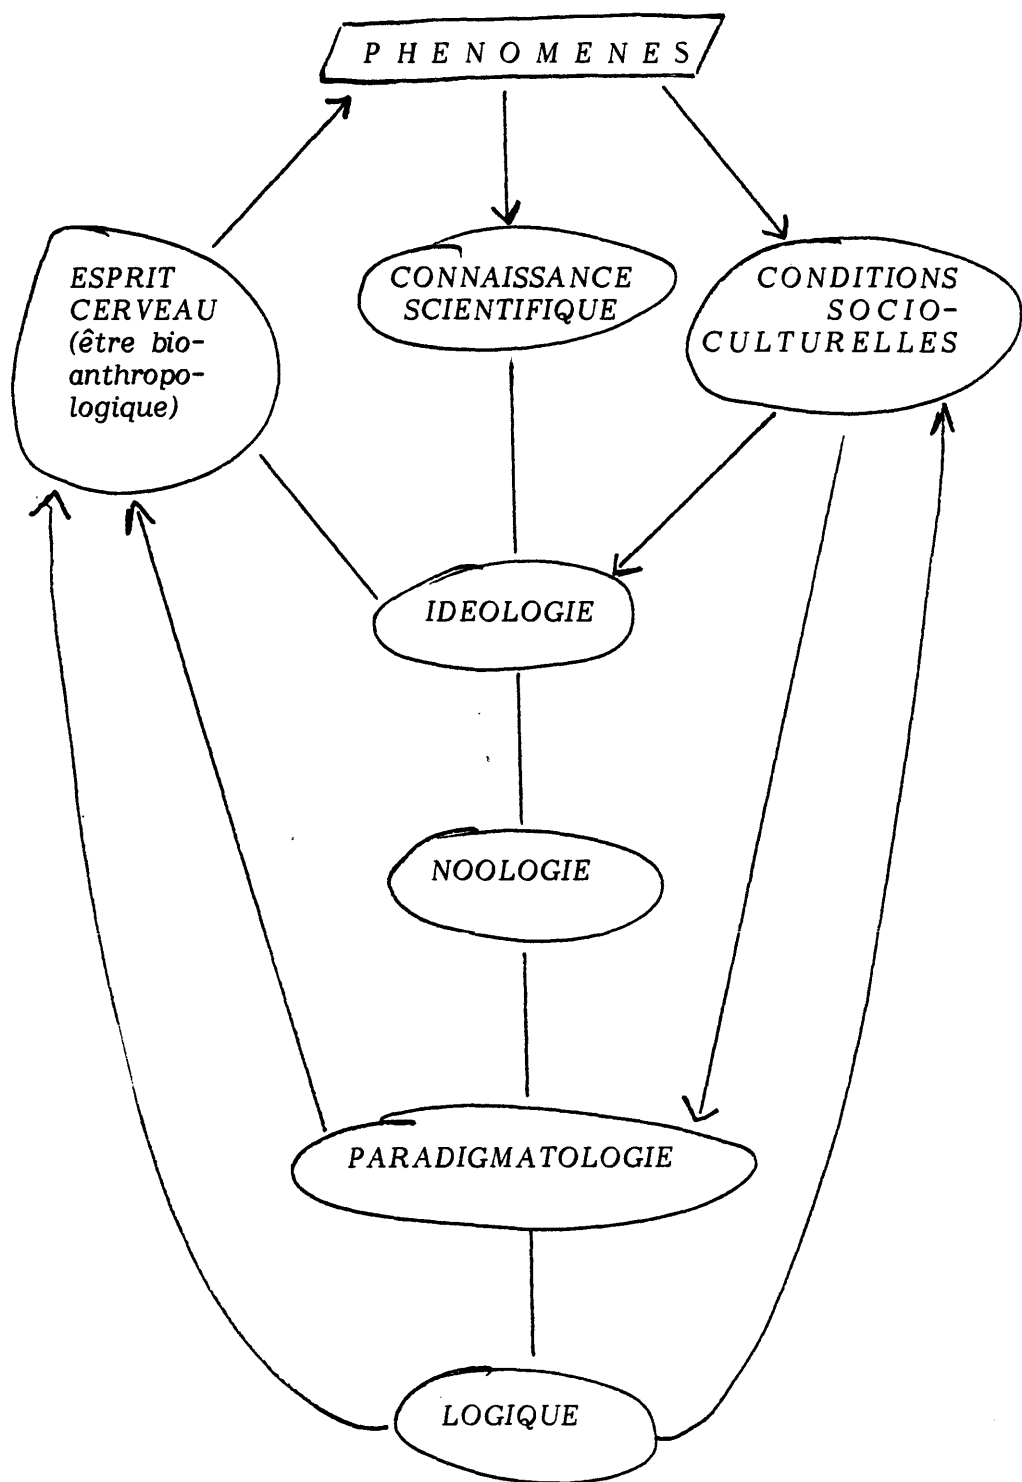 PHENOMENES
ESPRIT
CERVEAU
(être bio-
anthropo-
logique)
CONNAISSANCE
SCIENTIFIQUE
CONDITIONS
SOCIO-
CULTURELLES
IDEOLOGIE
NOOLOGIE
PARADIGMATOLOGIE
LOGIQUE